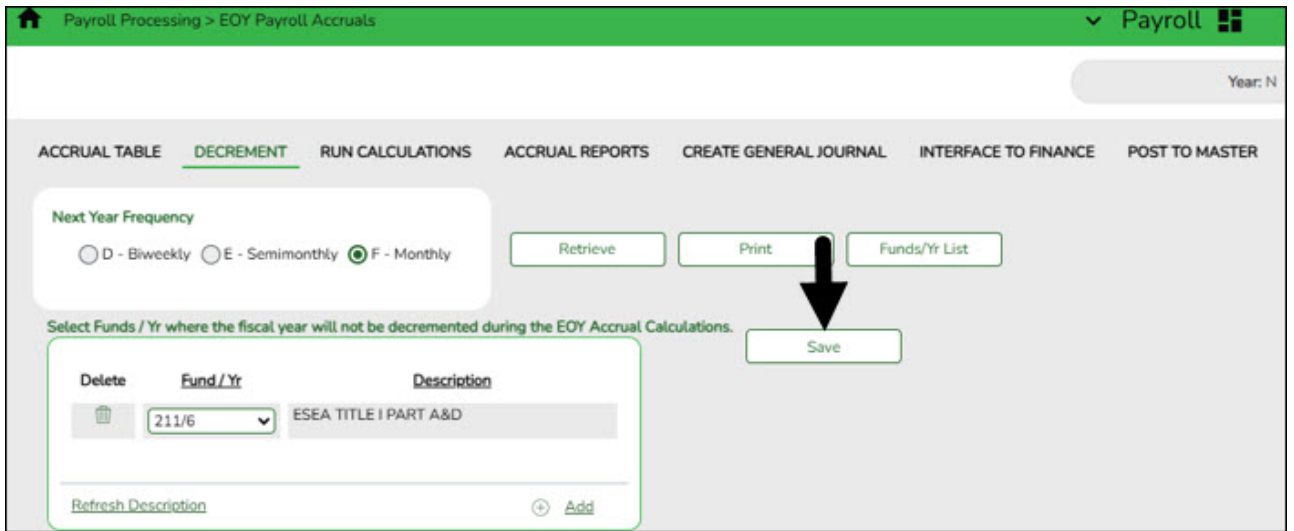 Payroll Processing > EOY Payroll Accruals
Payroll
Year: N
ACCRUAL TABLE DECREMENT RUN CALCULATIONS ACCRUAL REPORTS CREATE GENERAL JOURNAL INTERFACE TO FINANCE POST TO MASTER
Next Year Frequency
D - Biweekly E - Semimonthly F - Monthly
Retrieve Print Funds/Yr List
Select Funds / Yr where the fiscal year will not be decremented during the EOY Accrual Calculations.
Save
Delete Fund / Yr Description
211/6 ESEA TITLE I PART A&D
Refresh Description Add